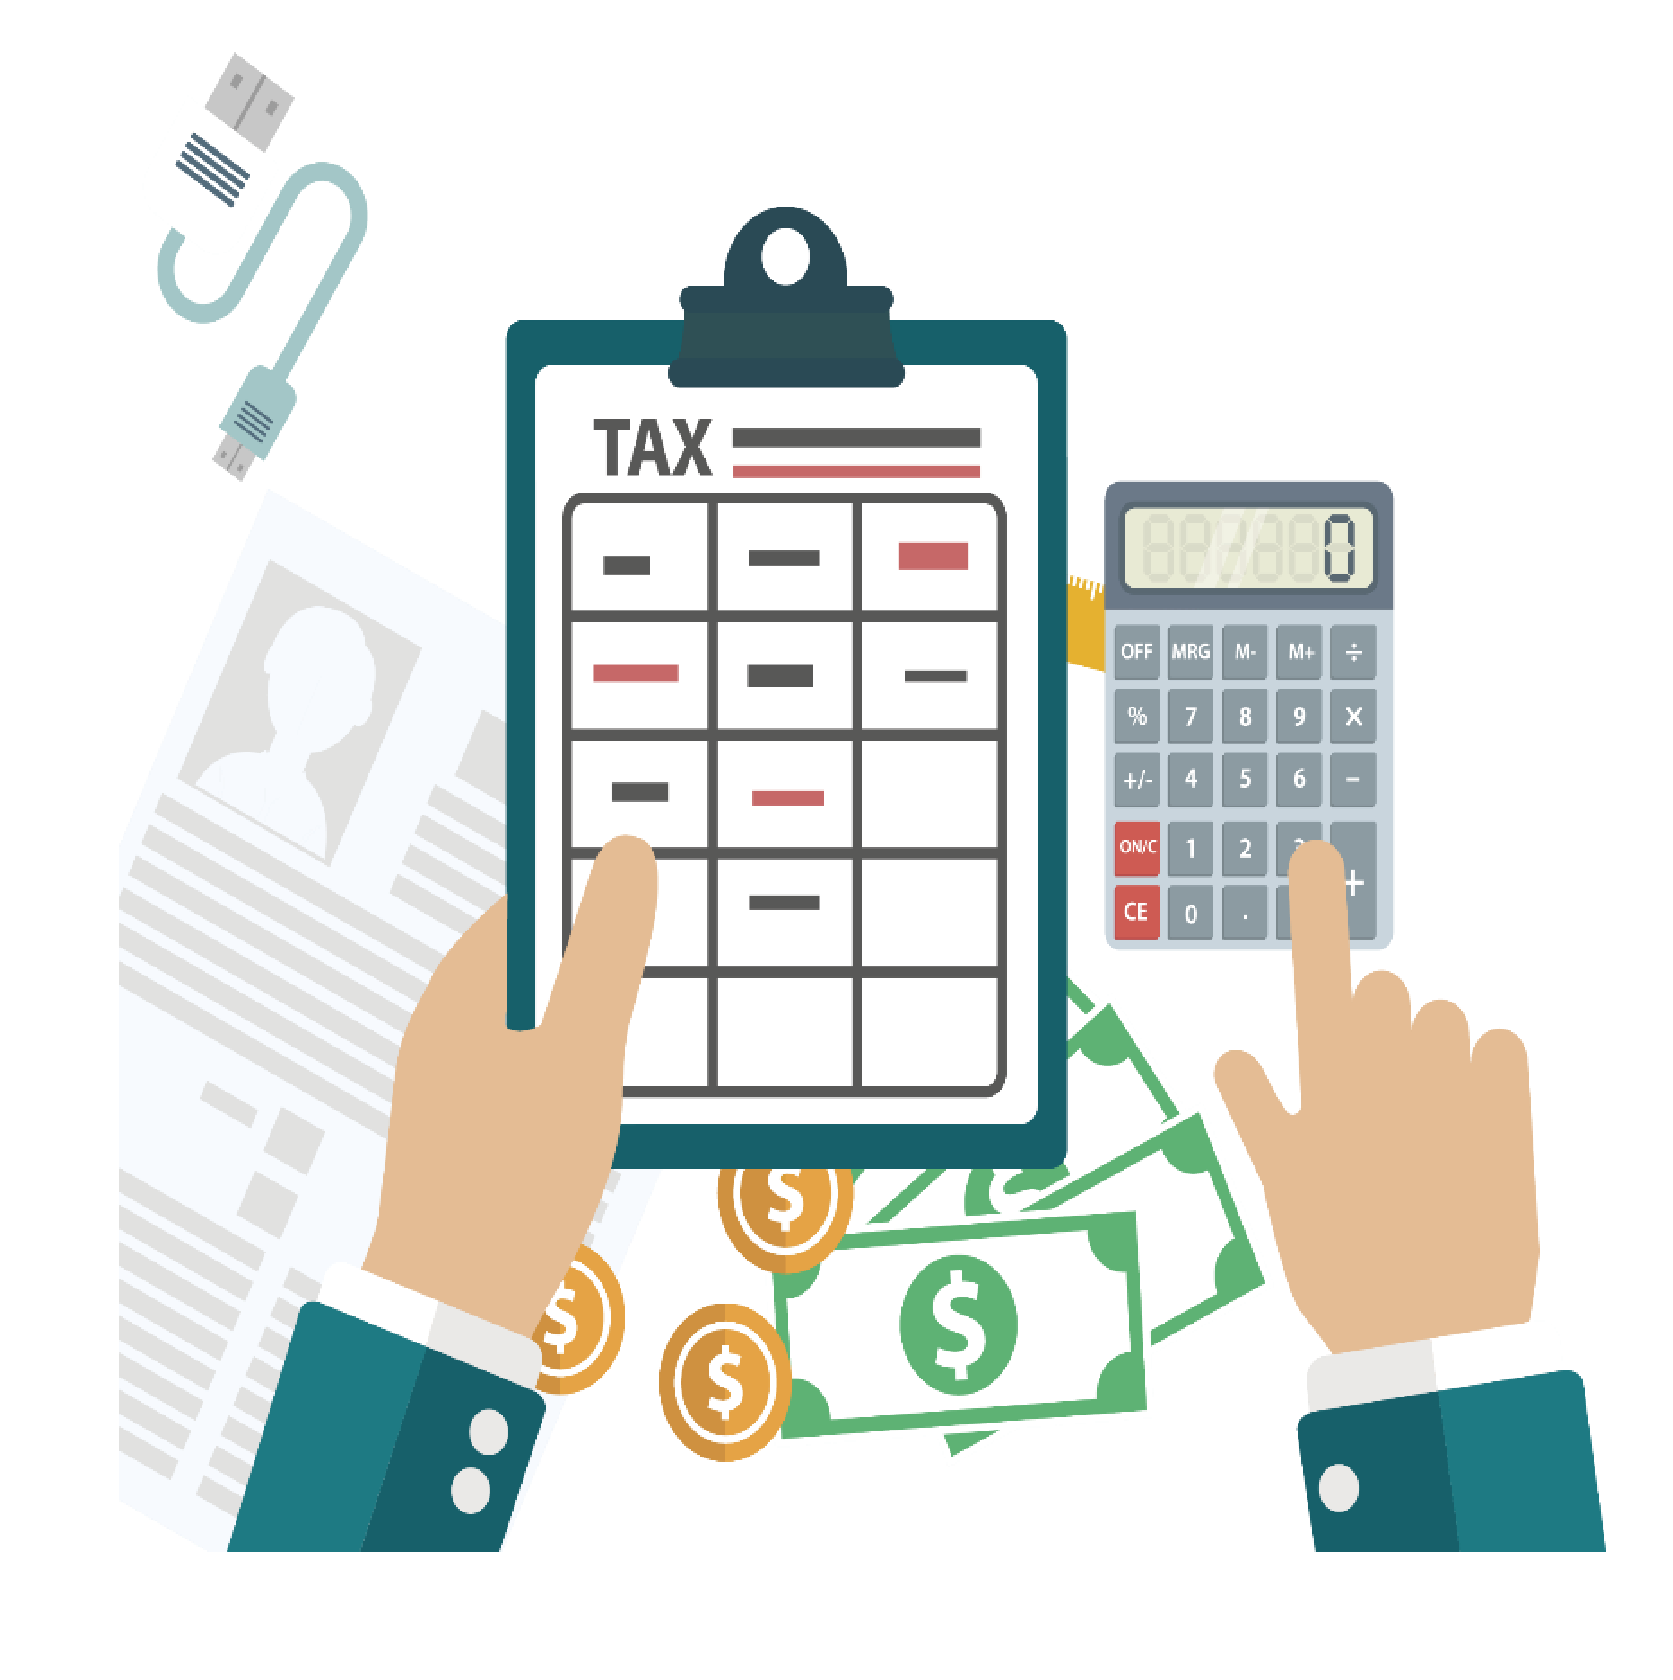 TAX
0
OFF MRG M- M+ ÷
% 7 8 9 X
+/- 4 5 6 −
ON/C 1 2 +
CE 0 .
$
$
$
$